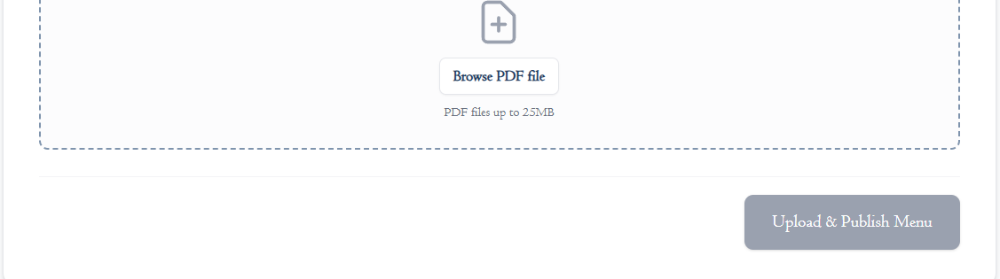 Browse PDF file
PDF files up to 25MB
Upload & Publish Menu